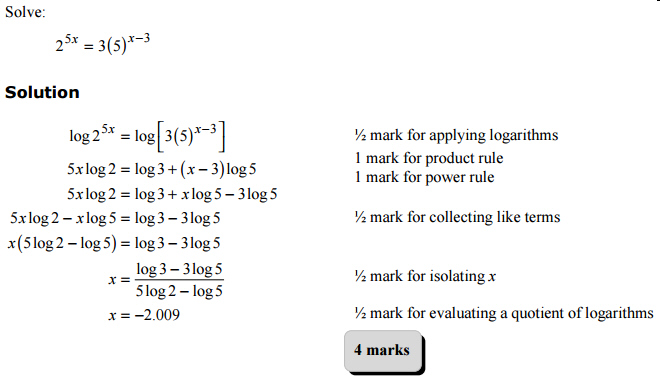 Solve:
2^{5x} = 3(5)^{x−3}
Solution
log 2^{5x} = log[3(5)^{x−3}] ½ mark for applying logarithms
5x log 2 = log 3 + (x − 3) log 5 1 mark for product rule
1 mark for power rule
5x log 2 = log 3 + x log 5 − 3 log 5
5x log 2 − x log 5 = log 3 − 3 log 5 ½ mark for collecting like terms
x(5 log 2 − log 5) = log 3 − 3 log 5
x = \frac{log 3 − 3 log 5}{5 log 2 − log 5} ½ mark for isolating x
x = −2.009 ½ mark for evaluating a quotient of logarithms
4 marks